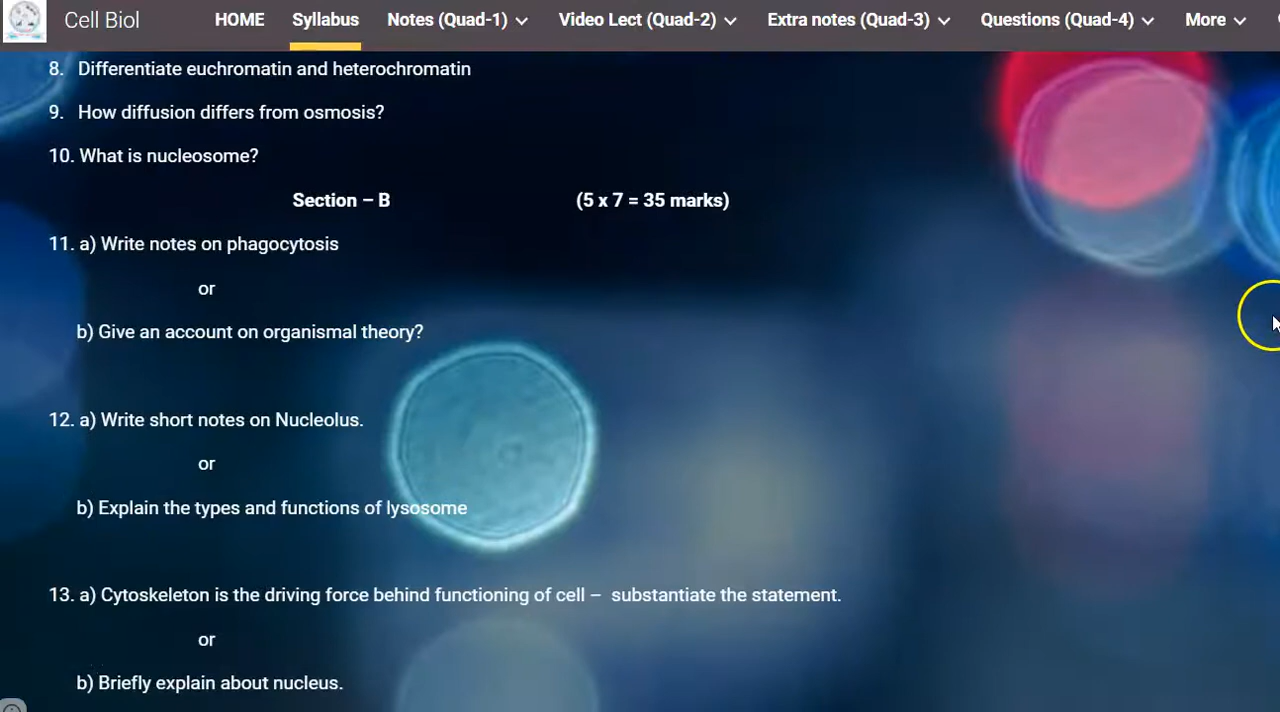 Cell Biol HOME Syllabus Notes (Quad-1) Video Lect (Quad-2) Extra notes (Quad-3) Questions (Quad-4) More
8. Differentiate euchromatin and heterochromatin
9. How diffusion differs from osmosis?
10. What is nucleosome?
Section – B (5 x 7 = 35 marks)
11. a) Write notes on phagocytosis
or
b) Give an account on organismal theory?
12. a) Write short notes on Nucleolus.
or
b) Explain the types and functions of lysosome
13. a) Cytoskeleton is the driving force behind functioning of cell – substantiate the statement.
or
b) Briefly explain about nucleus.